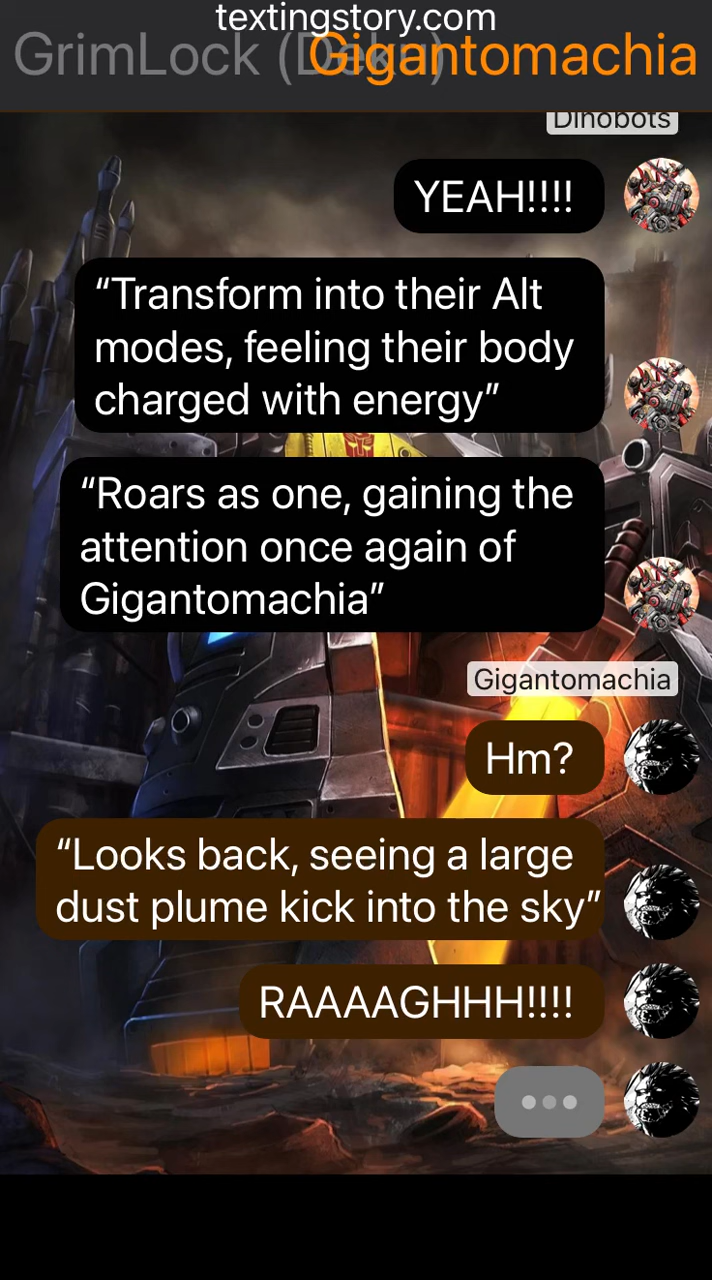 textingstory.com
GrimLock (Deku)
Gigantomachia
Dinobots
YEAH!!!!
“Transform into their Alt
modes, feeling their body
charged with energy”
“Roars as one, gaining the
attention once again of
Gigantomachia”
Gigantomachia
Hm?
“Looks back, seeing a large
dust plume kick into the sky”
RAAAAGHHH!!!!